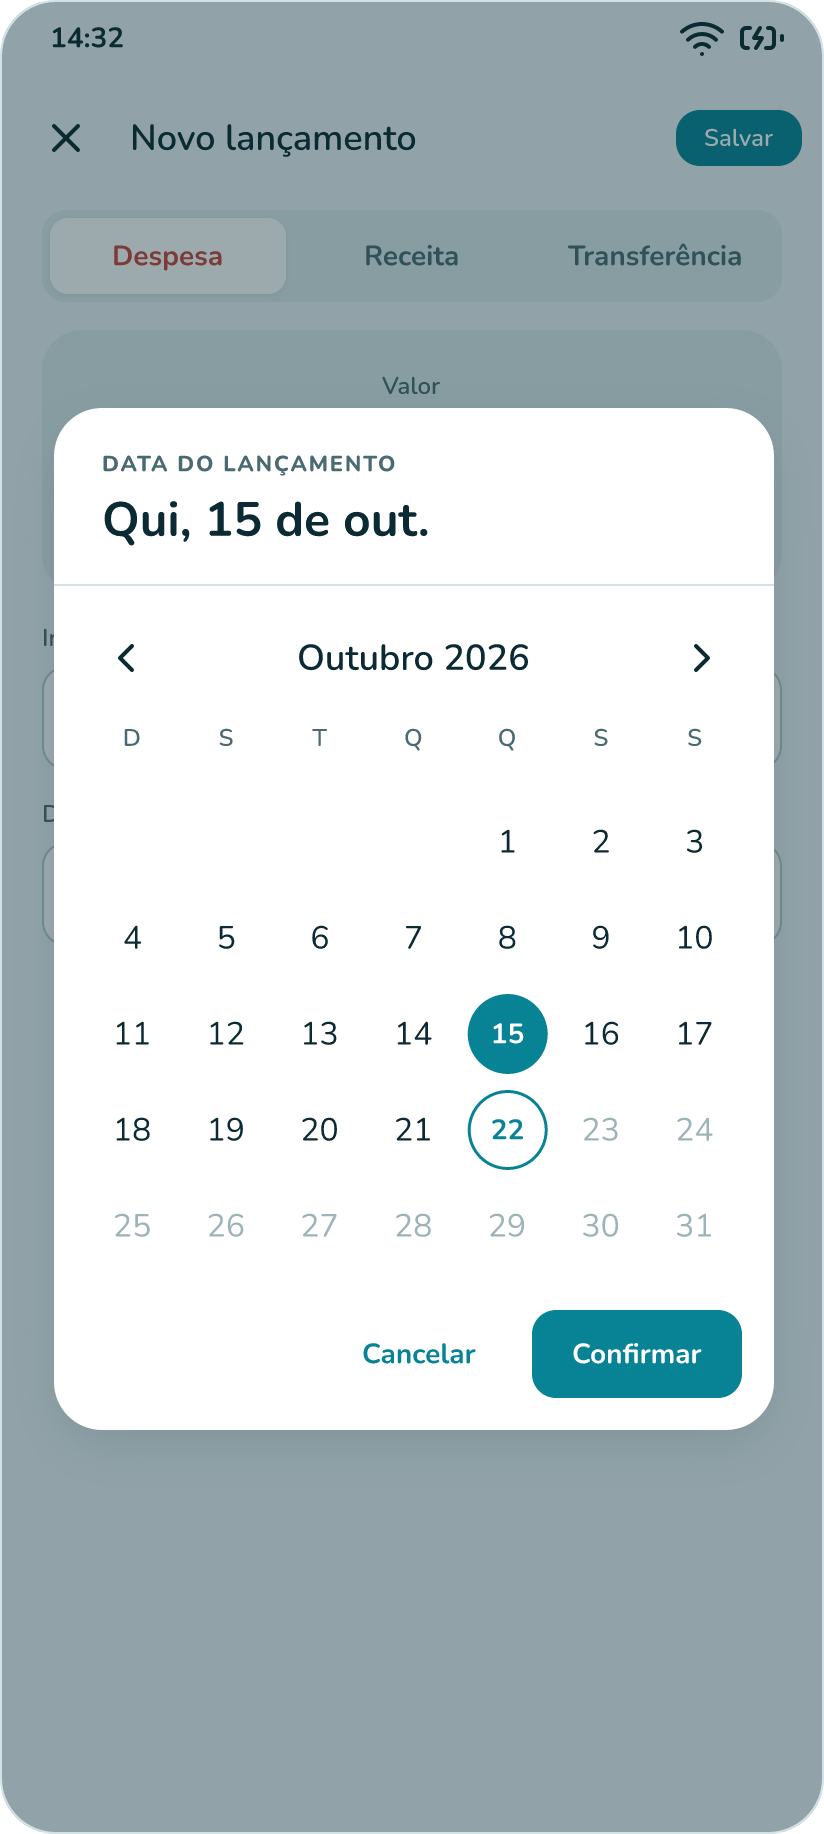 14:32
Novo lançamento
Salvar
Despesa Receita Transferência
Valor
DATA DO LANÇAMENTO
Qui, 15 de out.
Outubro 2026
D S T Q Q S S
1 2 3
4 5 6 7 8 9 10
11 12 13 14 15 16 17
18 19 20 21 22 23 24
25 26 27 28 29 30 31
Cancelar Confirmar